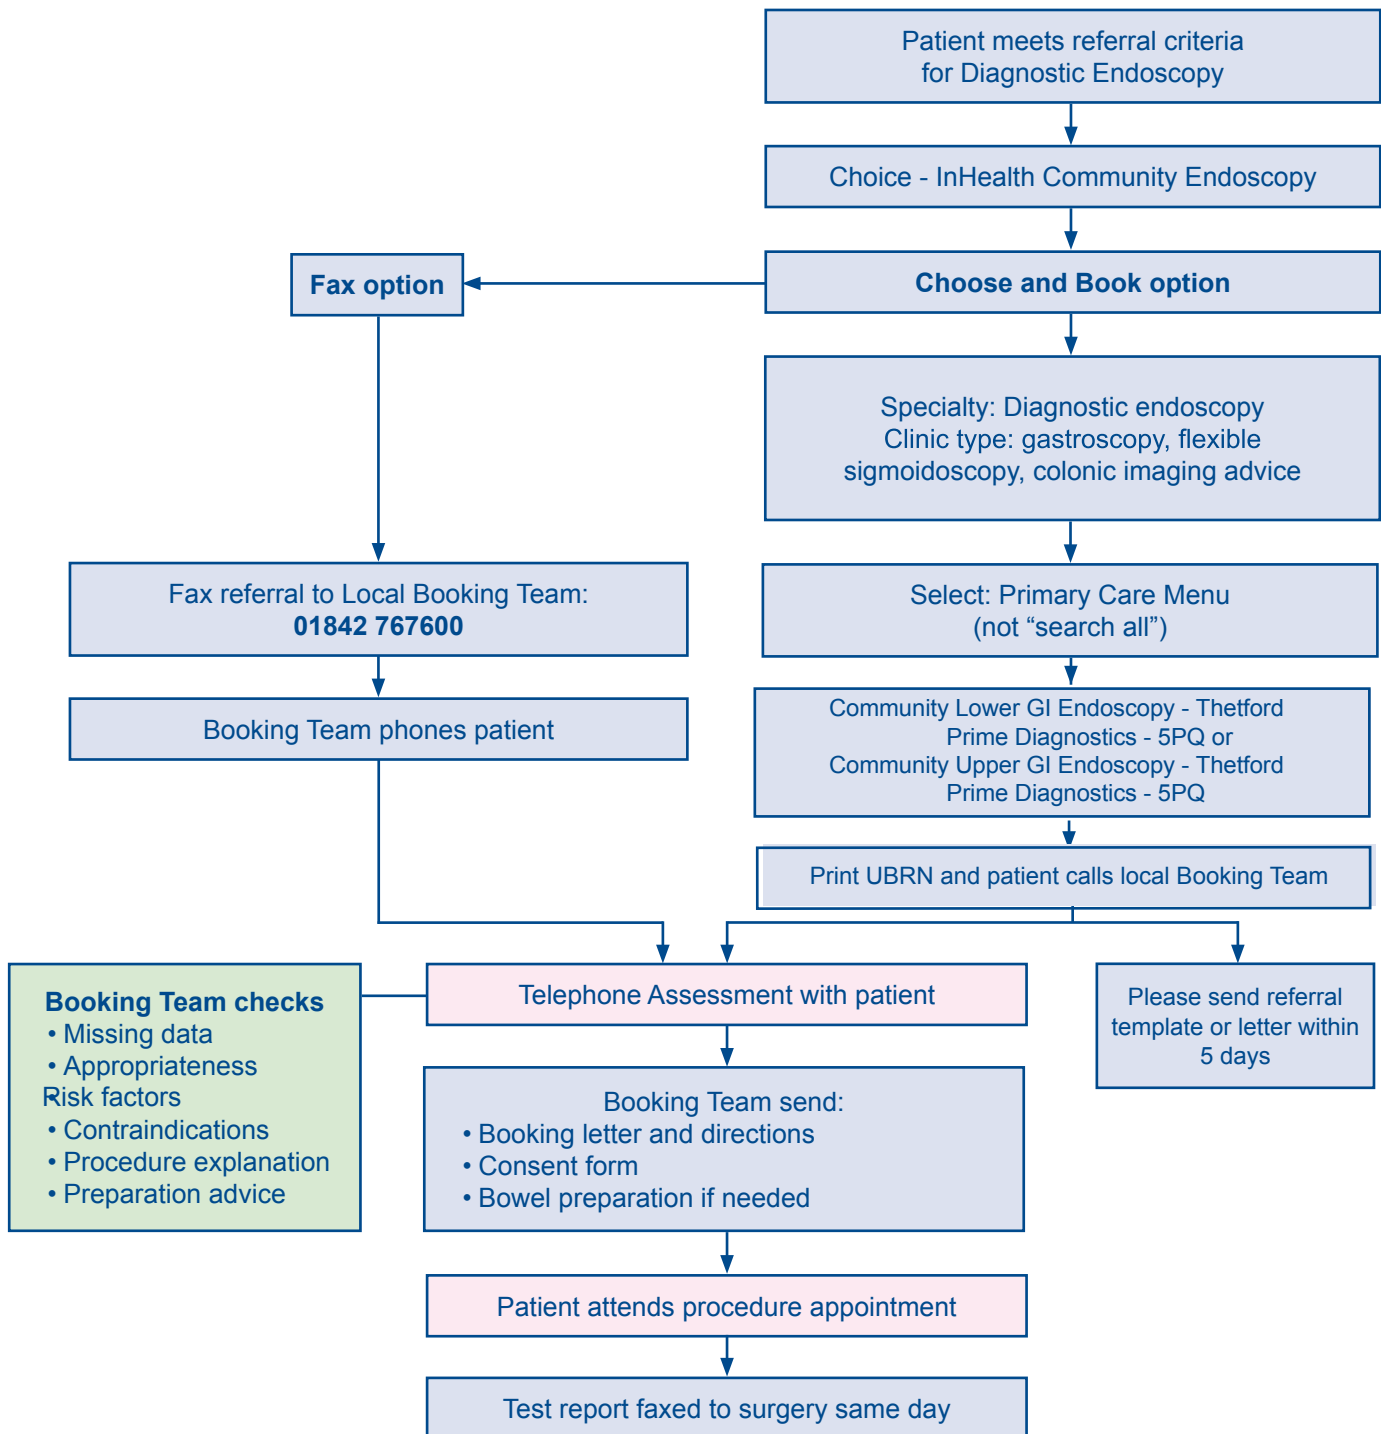 Patient meets referral criteria
for Diagnostic Endoscopy
Choice - InHealth Community Endoscopy
Fax option
Choose and Book option
Specialty: Diagnostic endoscopy
Clinic type: gastroscopy, flexible
sigmoidoscopy, colonic imaging advice
Fax referral to Local Booking Team:
01842 767600
Select: Primary Care Menu
(not “search all”)
Booking Team phones patient
Community Lower GI Endoscopy - Thetford
Prime Diagnostics - 5PQ or
Community Upper GI Endoscopy - Thetford
Prime Diagnostics - 5PQ
Print UBRN and patient calls local Booking Team
Booking Team checks
• Missing data
• Appropriateness
• Risk factors
• Contraindications
• Procedure explanation
• Preparation advice
Telephone Assessment with patient
Please send referral
template or letter within
5 days
Booking Team send:
• Booking letter and directions
• Consent form
• Bowel preparation if needed
Patient attends procedure appointment
Test report faxed to surgery same day